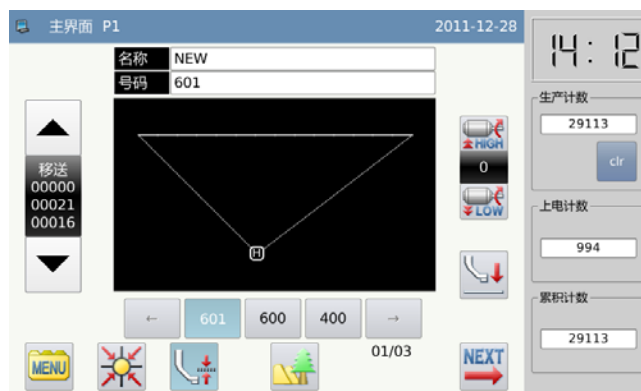 主界面 P1
2011-12-28
14:12
名称 NEW
号码 601
移送
00000
00021
00016
H
HIGH
0
LOW
生产计数
29113
clr
上电计数
994
累积计数
29113
← 601 600 400 →
01/03
MENU
NEXT